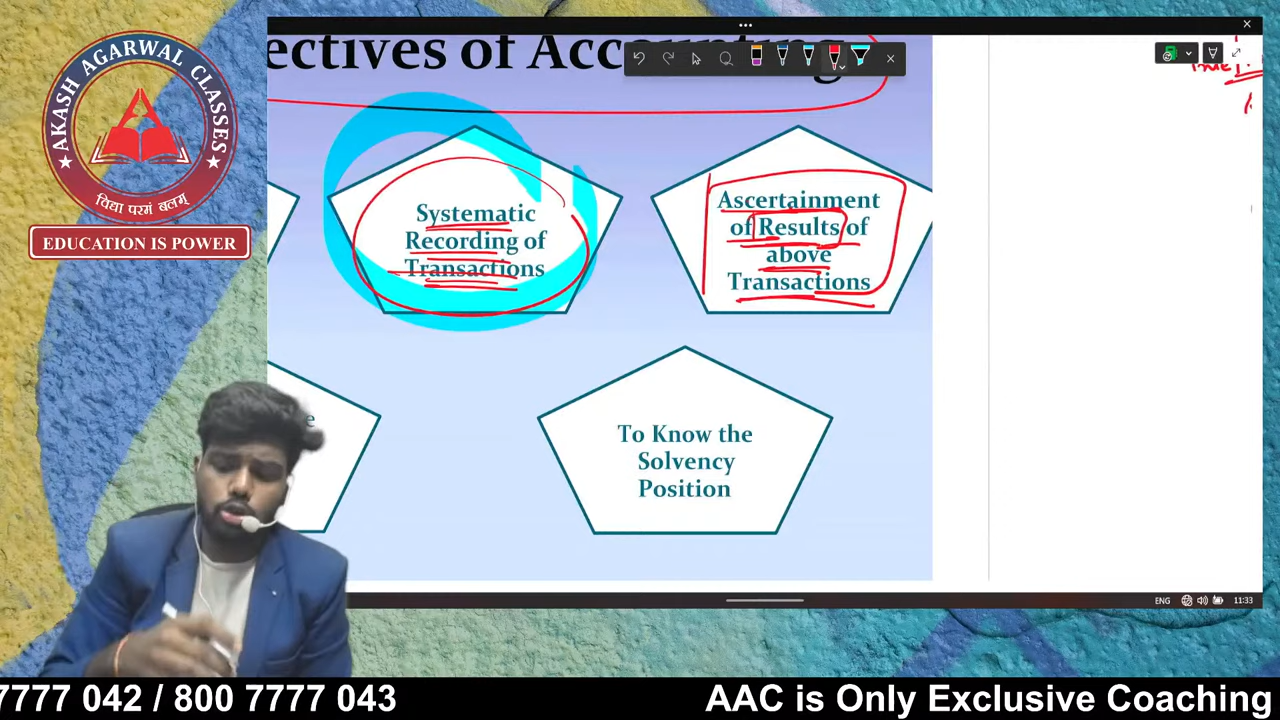 ectives of Accounting
AKASH AGARWAL CLASSES
विद्या परमं बलम्
EDUCATION IS POWER
Systematic
Recording of
Transactions
Ascertainment
of Results of
above
Transactions
e
To Know the
Solvency
Position
ENG
11:33
7777 042 / 800 7777 043
AAC is Only Exclusive Coaching